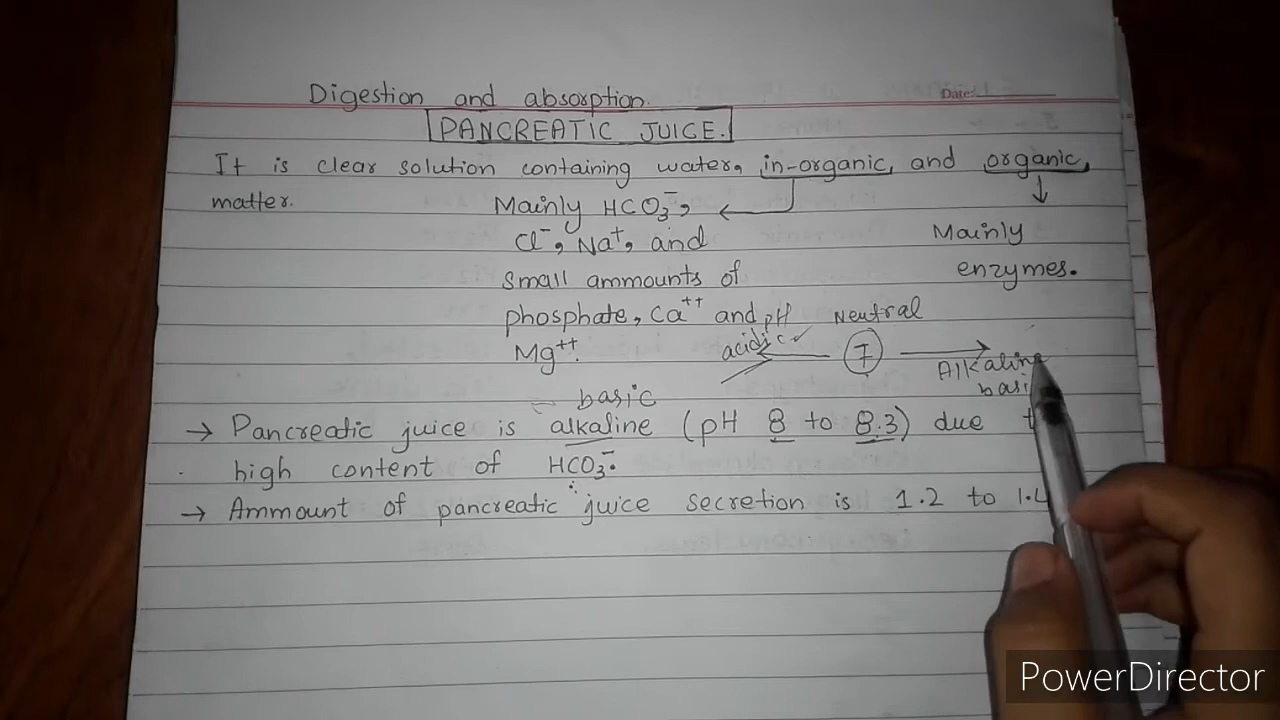 Digestion and absorption.
Date:
PANCREATIC JUICE.
It is clear solution containing water, in-organic, and organic,
matter.
Mainly HCO₃⁻,
Cl⁻, Na⁺, and
Mainly
small ammounts of
enzymes.
phosphate, Ca⁺⁺ and
pH Neutral
Mg⁺⁺.
acidic ✓ 7
Alkaline
basic
→ Pancreatic juice is alkaline (pH 8 to 8.3) due
high content of HCO₃⁻.
→ Ammount of pancreatic juice secretion is 1.2 to
PowerDirector